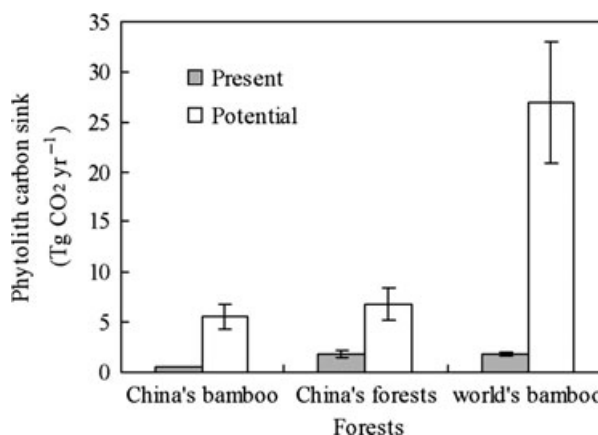 35
30
25
20
15
10
5
0
Phytolith carbon sink
(Tg CO2 yr⁻¹)
Present
Potential
China's bamboo China's forests world's bamboo
Forests